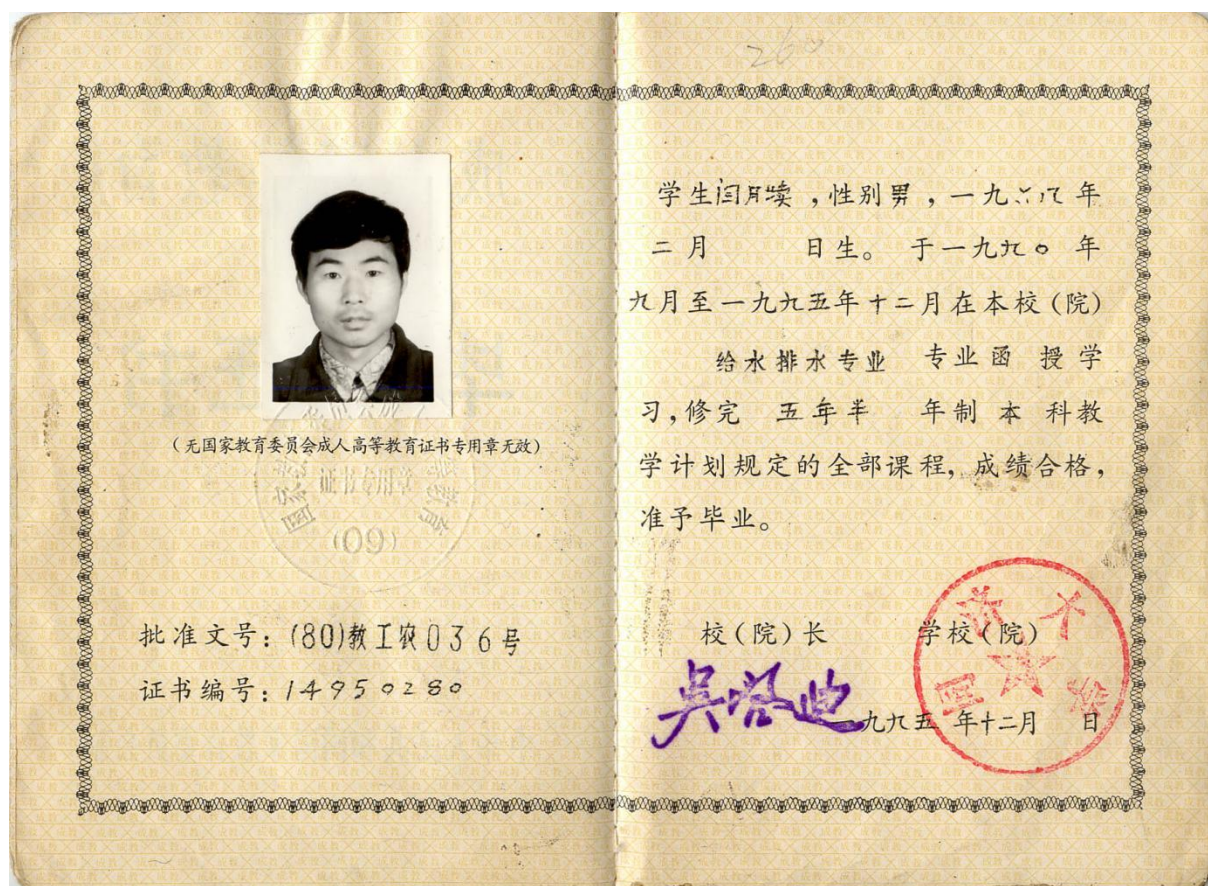 260
学生闫月犊，性别男，一九六八年
二月 日生。于一九九〇年
九月至一九九五年十二月在本校(院)
给水排水专业 专业函授学
习,修完 五年半 年制 本 科教
学计划规定的全部课程,成绩合格,
准予毕业。
(无国家教育委员会成人高等教育证书专用章无效)
证书专用章
(09)
批准文号：(80)教工农036号
证书编号：14950280
校(院)长 学校(院)
一九九五 年十二月 日